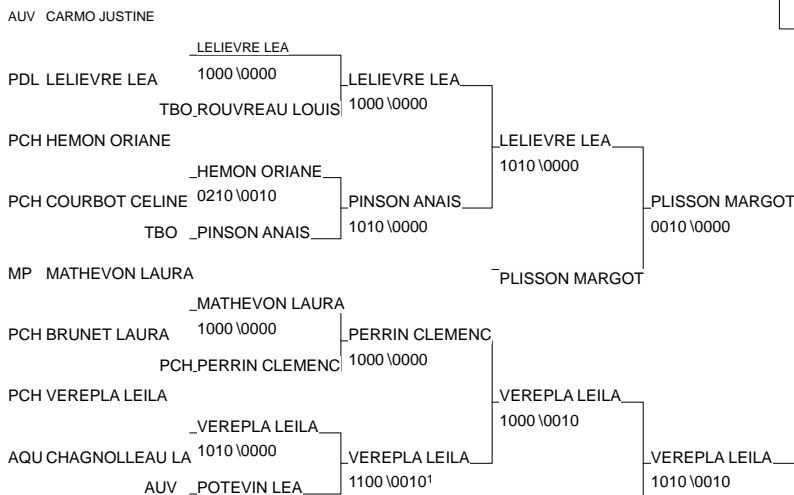 AUV CARMO JUSTINE
LELIEVRE LEA
PDL LELIEVRE LEA 1000 \0000 LELIEVRE LEA
TBO ROUVREAU LOUIS 1000 \0000
PCH HEMON ORIANE LELIEVRE LEA
HEMON ORIANE 1010 \0000
PCH COURBOT CELINE 0210 \0010 PINSON ANAIS PLISSON MARGOT
TBO PINSON ANAIS 1010 \0000 0010 \0000
MP MATHEVON LAURA PLISSON MARGOT
MATHEVON LAURA
PCH BRUNET LAURA 1000 \0000 PERRIN CLEMENC
PCH PERRIN CLEMENC 1000 \0000
PCH VEREPLA LEILA VEREPLA LEILA
VEREPLA LEILA 1000 \0010
AQU CHAGNOLLEAU LA 1010 \0000 VEREPLA LEILA VEREPLA LEILA
AUV POTEVIN LEA 1100 \0010¹ 1010 \0010